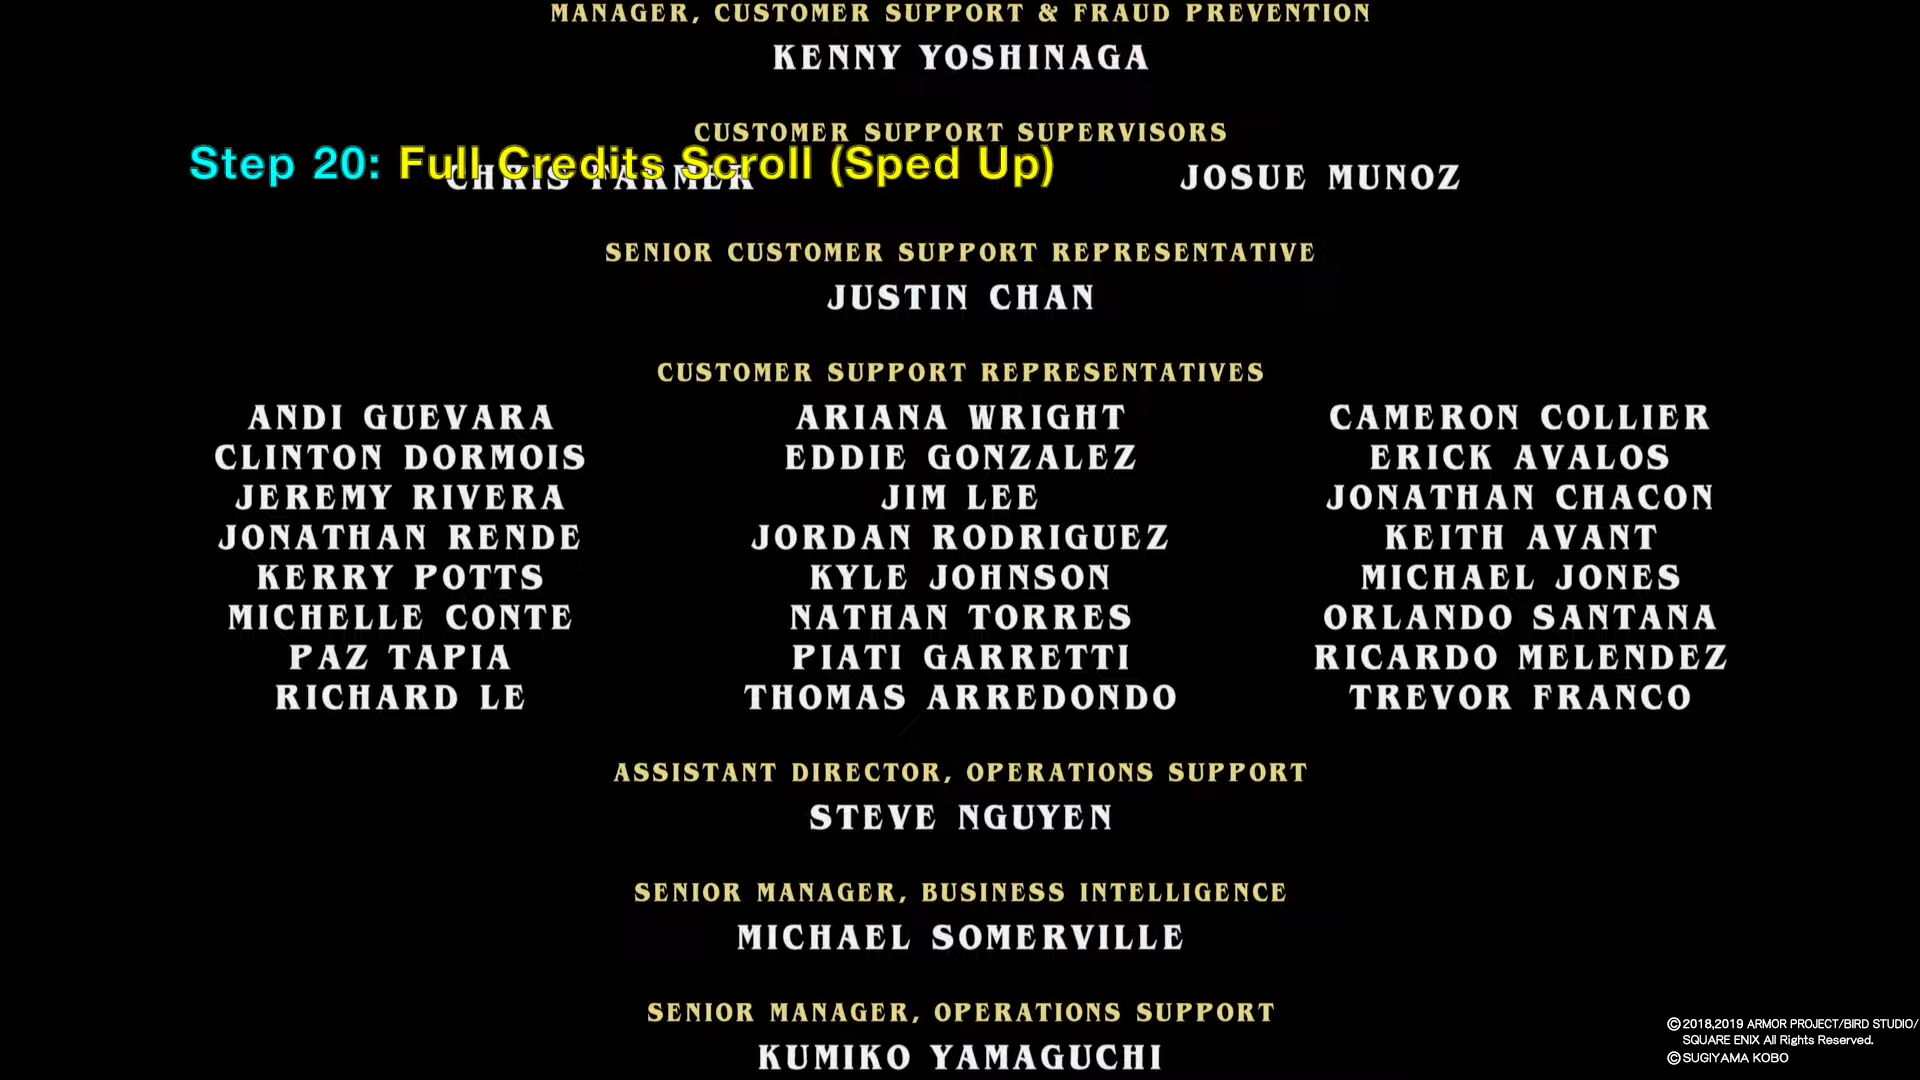 MANAGER, CUSTOMER SUPPORT & FRAUD PREVENTION
KENNY YOSHINAGA
CUSTOMER SUPPORT SUPERVISORS
Step 20: Full Credits Scroll (Sped Up)
CHRIS FARMER JOSUE MUNOZ
SENIOR CUSTOMER SUPPORT REPRESENTATIVE
JUSTIN CHAN
CUSTOMER SUPPORT REPRESENTATIVES
ANDI GUEVARA ARIANA WRIGHT CAMERON COLLIER
CLINTON DORMOIS EDDIE GONZALEZ ERICK AVALOS
JEREMY RIVERA JIM LEE JONATHAN CHACON
JONATHAN RENDE JORDAN RODRIGUEZ KEITH AVANT
KERRY POTTS KYLE JOHNSON MICHAEL JONES
MICHELLE CONTE NATHAN TORRES ORLANDO SANTANA
PAZ TAPIA PIATI GARRETTI RICARDO MELENDEZ
RICHARD LE THOMAS ARREDONDO TREVOR FRANCO
ASSISTANT DIRECTOR, OPERATIONS SUPPORT
STEVE NGUYEN
SENIOR MANAGER, BUSINESS INTELLIGENCE
MICHAEL SOMERVILLE
SENIOR MANAGER, OPERATIONS SUPPORT
KUMIKO YAMAGUCHI
© 2018,2019 ARMOR PROJECT/BIRD STUDIO/
SQUARE ENIX All Rights Reserved.
© SUGIYAMA KOBO